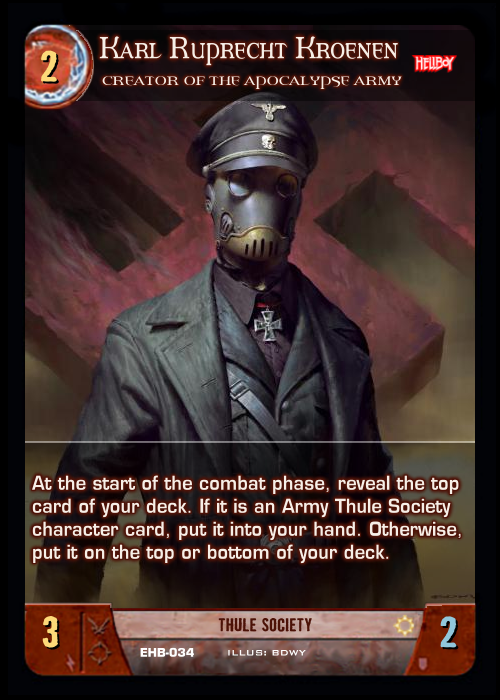 2
KARL RUPRECHT KROENEN
HELLBOY
CREATOR OF THE APOCALYPSE ARMY
At the start of the combat phase, reveal the top
card of your deck. If it is an Army Thule Society
character card, put it into your hand. Otherwise,
put it on the top or bottom of your deck.
3
THULE SOCIETY
2
EHB-034
ILLUS: BDWY